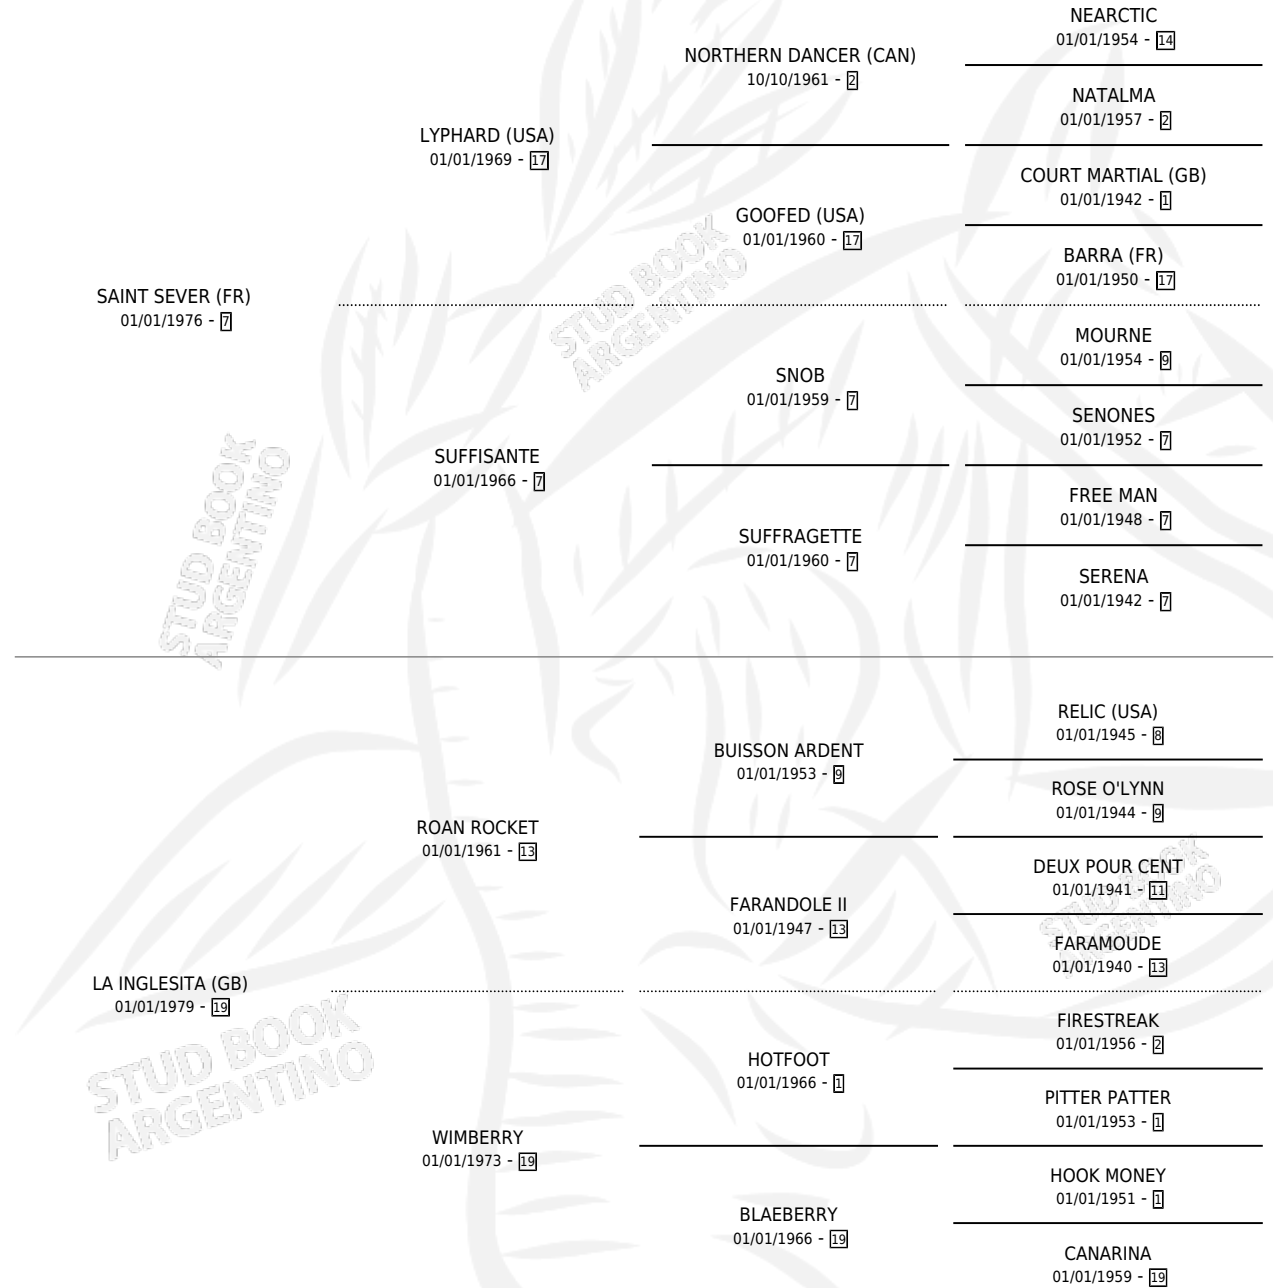 NEARCTIC
01/01/1954 - 14
NORTHERN DANCER (CAN)
10/10/1961 - 2
NATALMA
01/01/1957 - 2
LYPHARD (USA)
01/01/1969 - 17
COURT MARTIAL (GB)
01/01/1942 - 1
GOOFED (USA)
01/01/1960 - 17
BARRA (FR)
01/01/1950 - 17
SAINT SEVER (FR)
01/01/1976 - 7
STUD BOOK
ARGENTINO
MOURNE
01/01/1954 - 9
SNOB
01/01/1959 - 7
SENONES
01/01/1952 - 7
SUFFISANTE
01/01/1966 - 7
FREE MAN
01/01/1948 - 7
SUFFRAGETTE
01/01/1960 - 7
SERENA
01/01/1942 - 7
STUD BOOK
ARGENTINO
RELIC (USA)
01/01/1945 - 8
BUISSON ARDENT
01/01/1953 - 9
ROSE O'LYNN
01/01/1944 - 9
ROAN ROCKET
01/01/1961 - 13
DEUX POUR CENT
01/01/1941 - 11
FARANDOLE II
01/01/1947 - 13
FARAMOUDE
01/01/1940 - 13
STUD BOOK
ARGENTINO
LA INGLESITA (GB)
01/01/1979 - 19
FIRESTREAK
01/01/1956 - 2
HOTFOOT
01/01/1966 - 1
PITTER PATTER
01/01/1953 - 1
STUD BOOK
ARGENTINO
WIMBERRY
01/01/1973 - 19
HOOK MONEY
01/01/1951 - 1
BLAEBERRY
01/01/1966 - 19
CANARINA
01/01/1959 - 19